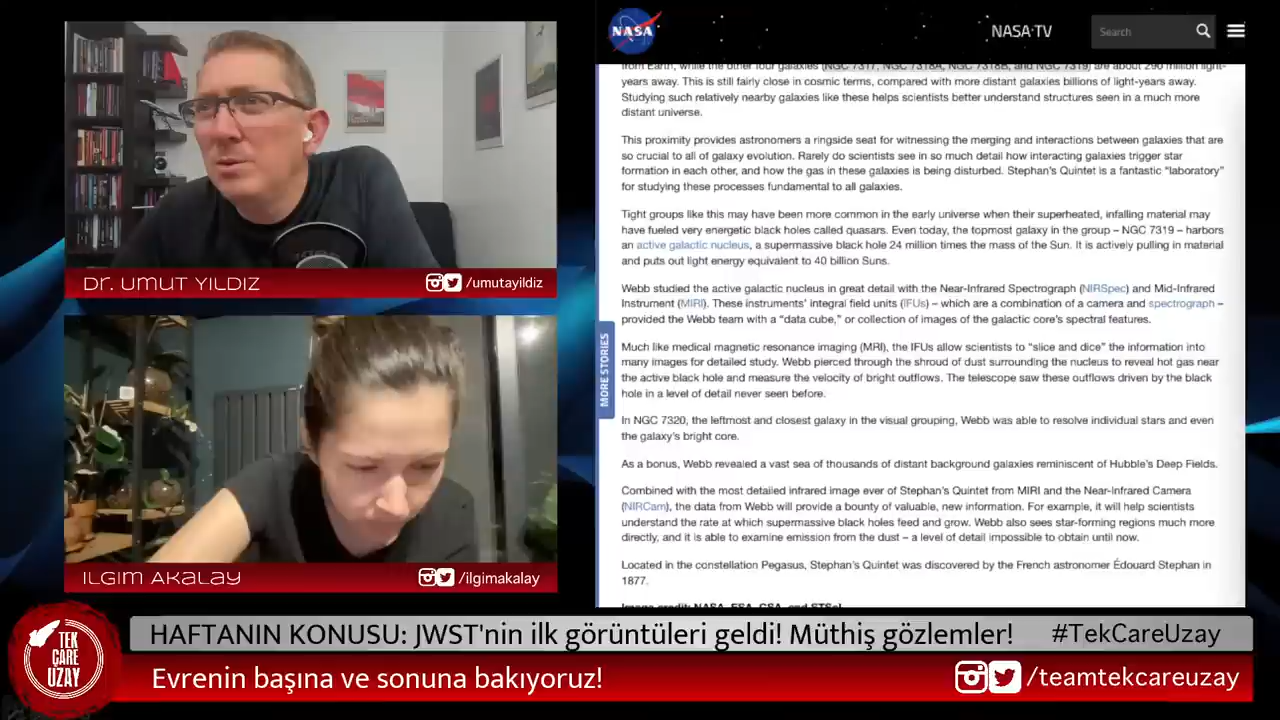 NASA
NASA TV
Search
from Earth, while the other four galaxies (NGC 7317, NGC 7318A, NGC 7318B, and NGC 7319) are about 290 million light-
years away. This is still fairly close in cosmic terms, compared with more distant galaxies billions of light-years away.
Studying such relatively nearby galaxies like these helps scientists better understand structures seen in a much more
distant universe.
This proximity provides astronomers a ringside seat for witnessing the merging and interactions between galaxies that are
so crucial to all of galaxy evolution. Rarely do scientists see in so much detail how interacting galaxies trigger star
formation in each other, and how the gas in these galaxies is being disturbed. Stephan's Quintet is a fantastic "laboratory"
for studying these processes fundamental to all galaxies.
Tight groups like this may have been more common in the early universe when their superheated, infalling material may
have fueled very energetic black holes called quasars. Even today, the topmost galaxy in the group – NGC 7319 – harbors
an active galactic nucleus, a supermassive black hole 24 million times the mass of the Sun. It is actively pulling in material
and puts out light energy equivalent to 40 billion Suns.
Webb studied the active galactic nucleus in great detail with the Near-Infrared Spectrograph (NIRSpec) and Mid-Infrared
Instrument (MIRI). These instruments' integral field units (IFUs) – which are a combination of a camera and spectrograph –
provided the Webb team with a "data cube," or collection of images of the galactic core's spectral features.
Much like medical magnetic resonance imaging (MRI), the IFUs allow scientists to "slice and dice" the information into
many images for detailed study. Webb pierced through the shroud of dust surrounding the nucleus to reveal hot gas near
the active black hole and measure the velocity of bright outflows. The telescope saw these outflows driven by the black
hole in a level of detail never seen before.
In NGC 7320, the leftmost and closest galaxy in the visual grouping, Webb was able to resolve individual stars and even
the galaxy's bright core.
As a bonus, Webb revealed a vast sea of thousands of distant background galaxies reminiscent of Hubble's Deep Fields.
Combined with the most detailed infrared image ever of Stephan's Quintet from MIRI and the Near-Infrared Camera
(NIRCam), the data from Webb will provide a bounty of valuable, new information. For example, it will help scientists
understand the rate at which supermassive black holes feed and grow. Webb also sees star-forming regions much more
directly, and it is able to examine emission from the dust – a level of detail impossible to obtain until now.
Located in the constellation Pegasus, Stephan's Quintet was discovered by the French astronomer Édouard Stephan in
1877.
Image credit: NASA, ESA, CSA, and STScI
MORE STORIES
DR. UMUT YILDIZ
/umutayildiz
ILGIM AKALAY
/ilgimakalay
TEK
ÇARE
UZAY
HAFTANIN KONUSU: JWST'nin ilk görüntüleri geldi! Müthiş gözlemler!
#TekCareUzay
Evrenin başına ve sonuna bakıyoruz!
/teamtekcareuzay